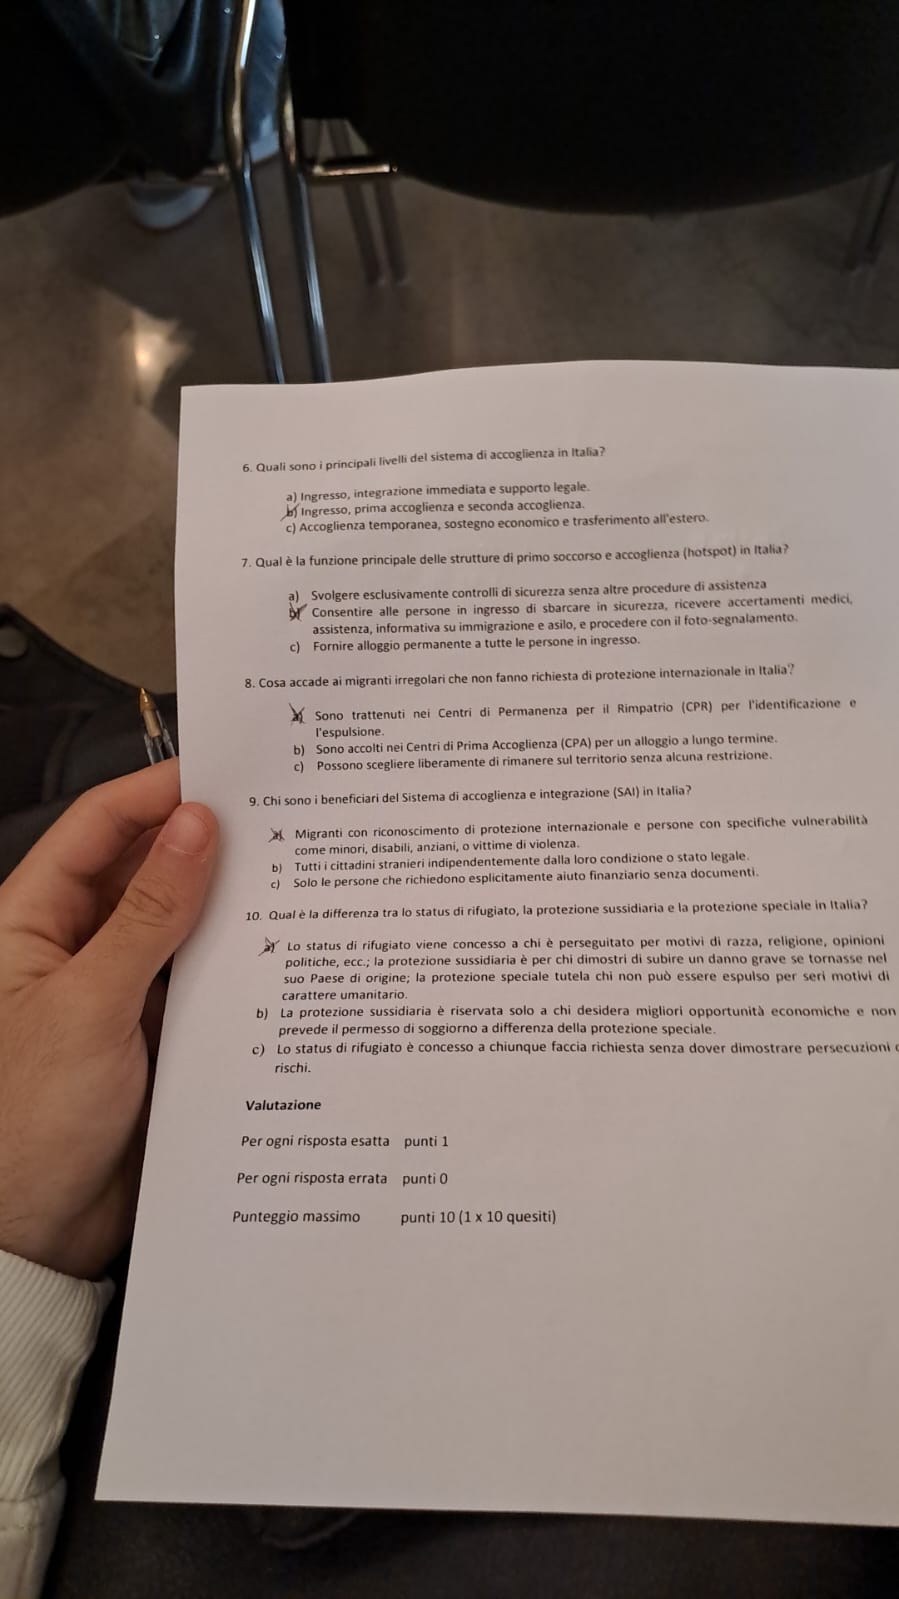 6. Quali sono i principali livelli del sistema di accoglienza in Italia?
a) Ingresso, integrazione immediata e supporto legale.
b) Ingresso, prima accoglienza e seconda accoglienza.
c) Accoglienza temporanea, sostegno economico e trasferimento all'estero.
7. Qual è la funzione principale delle strutture di primo soccorso e accoglienza (hotspot) in Italia?
a) Svolgere esclusivamente controlli di sicurezza senza altre procedure di assistenza
b) Consentire alle persone in ingresso di sbarcare in sicurezza, ricevere accertamenti medici,
assistenza, informativa su immigrazione e asilo, e procedere con il foto-segnalamento.
c) Fornire alloggio permanente a tutte le persone in ingresso.
8. Cosa accade ai migranti irregolari che non fanno richiesta di protezione internazionale in Italia?
a) Sono trattenuti nei Centri di Permanenza per il Rimpatrio (CPR) per l'identificazione e
l'espulsione.
b) Sono accolti nei Centri di Prima Accoglienza (CPA) per un alloggio a lungo termine.
c) Possono scegliere liberamente di rimanere sul territorio senza alcuna restrizione.
9. Chi sono i beneficiari del Sistema di accoglienza e integrazione (SAI) in Italia?
a) Migranti con riconoscimento di protezione internazionale e persone con specifiche vulnerabilità
come minori, disabili, anziani, o vittime di violenza.
b) Tutti i cittadini stranieri indipendentemente dalla loro condizione o stato legale.
c) Solo le persone che richiedono esplicitamente aiuto finanziario senza documenti.
10. Qual è la differenza tra lo status di rifugiato, la protezione sussidiaria e la protezione speciale in Italia?
a) Lo status di rifugiato viene concesso a chi è perseguitato per motivi di razza, religione, opinioni
politiche, ecc.; la protezione sussidiaria è per chi dimostri di subire un danno grave se tornasse nel
suo Paese di origine; la protezione speciale tutela chi non può essere espulso per seri motivi di
carattere umanitario.
b) La protezione sussidiaria è riservata solo a chi desidera migliori opportunità economiche e non
prevede il permesso di soggiorno a differenza della protezione speciale.
c) Lo status di rifugiato è concesso a chiunque faccia richiesta senza dover dimostrare persecuzioni
rischi.
Valutazione
Per ogni risposta esatta punti 1
Per ogni risposta errata punti 0
Punteggio massimo punti 10 (1 x 10 quesiti)